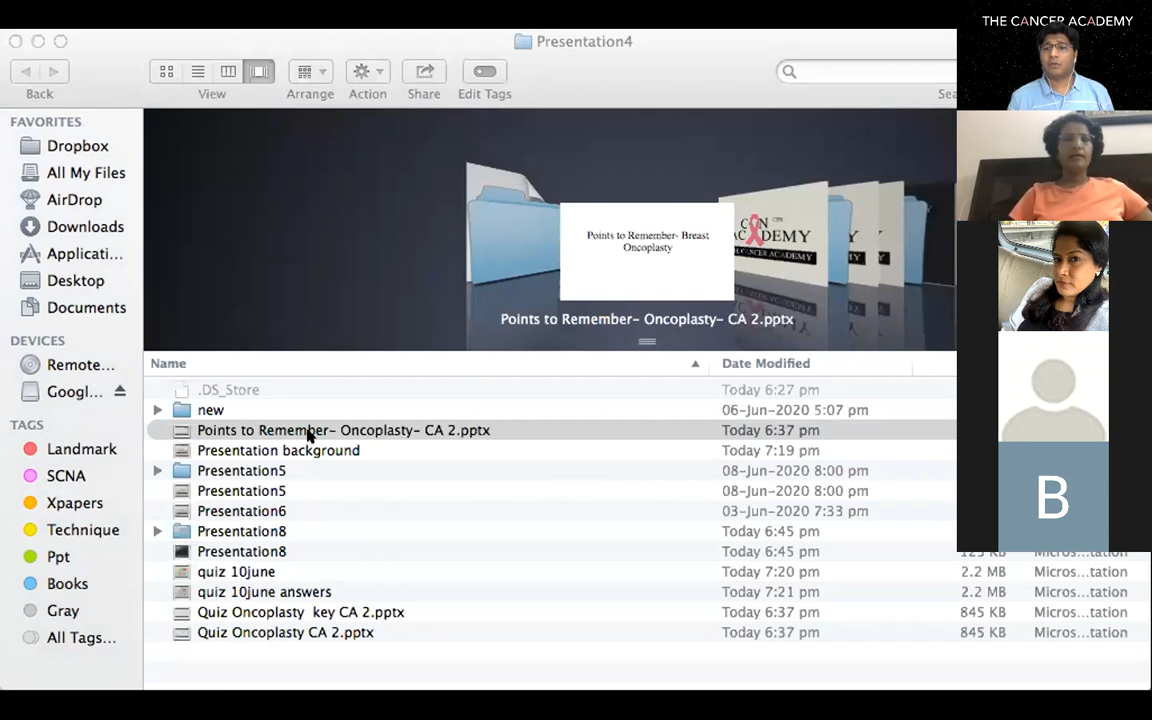 THE CANCER ACADEMY
Presentation4
Back
View
Arrange
Action
Share
Edit Tags
FAVORITES
Dropbox
All My Files
AirDrop
Downloads
Applicati...
Desktop
Documents
DEVICES
Remote...
Googl...
TAGS
Landmark
SCNA
Xpapers
Technique
Ppt
Books
Gray
All Tags...
Points to Remember- Breast
Oncoplasty
ACADEMY
Points to Remember- Oncoplasty- CA 2.pptx
Name Date Modified
.DS_Store Today 6:27 pm
new 06-Jun-2020 5:07 pm
Points to Remember- Oncoplasty- CA 2.pptx Today 6:37 pm
Presentation background Today 7:19 pm
Presentation5 08-Jun-2020 8:00 pm
Presentation5 08-Jun-2020 8:00 pm
Presentation6 03-Jun-2020 7:33 pm
Presentation8 Today 6:45 pm
Presentation8 Today 6:45 pm 123 KB Micros...tation
quiz 10june Today 7:20 pm 2.2 MB Micros...tation
quiz 10june answers Today 7:21 pm 2.2 MB Micros...tation
Quiz Oncoplasty key CA 2.pptx Today 6:37 pm 845 KB Micros...tation
Quiz Oncoplasty CA 2.pptx Today 6:37 pm 845 KB Micros...tation
B